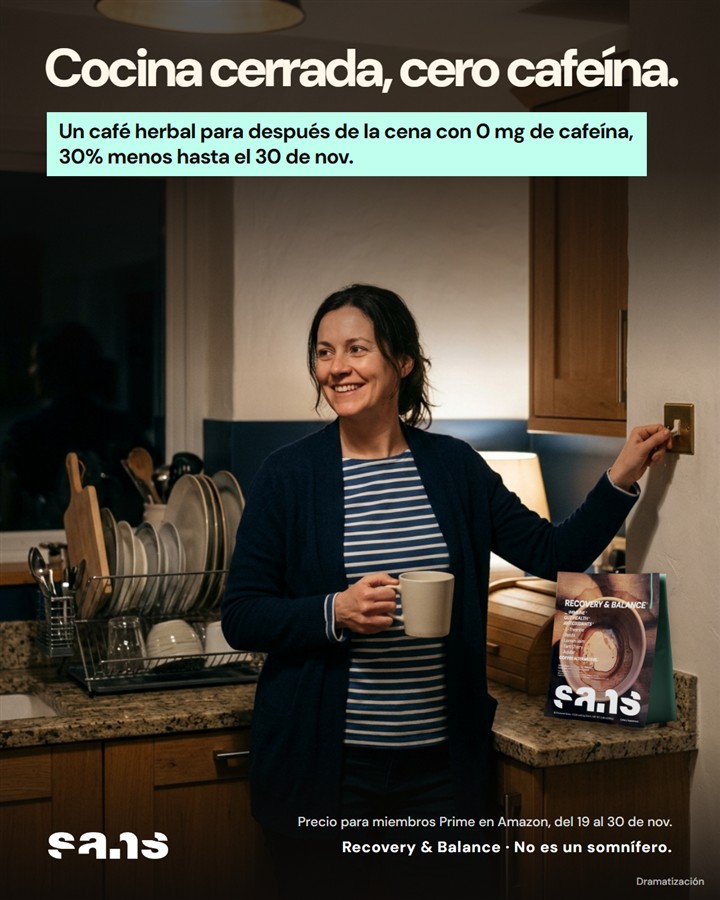 Cocina cerrada, cero cafeína.
Un café herbal para después de la cena con 0 mg de cafeína,
30% menos hasta el 30 de nov.
RECOVERY & BALANCE
ANTIOXIDANTS
sans
Precio para miembros Prime en Amazon, del 19 al 30 de nov.
sans
Recovery & Balance · No es un somnífero.
Dramatización